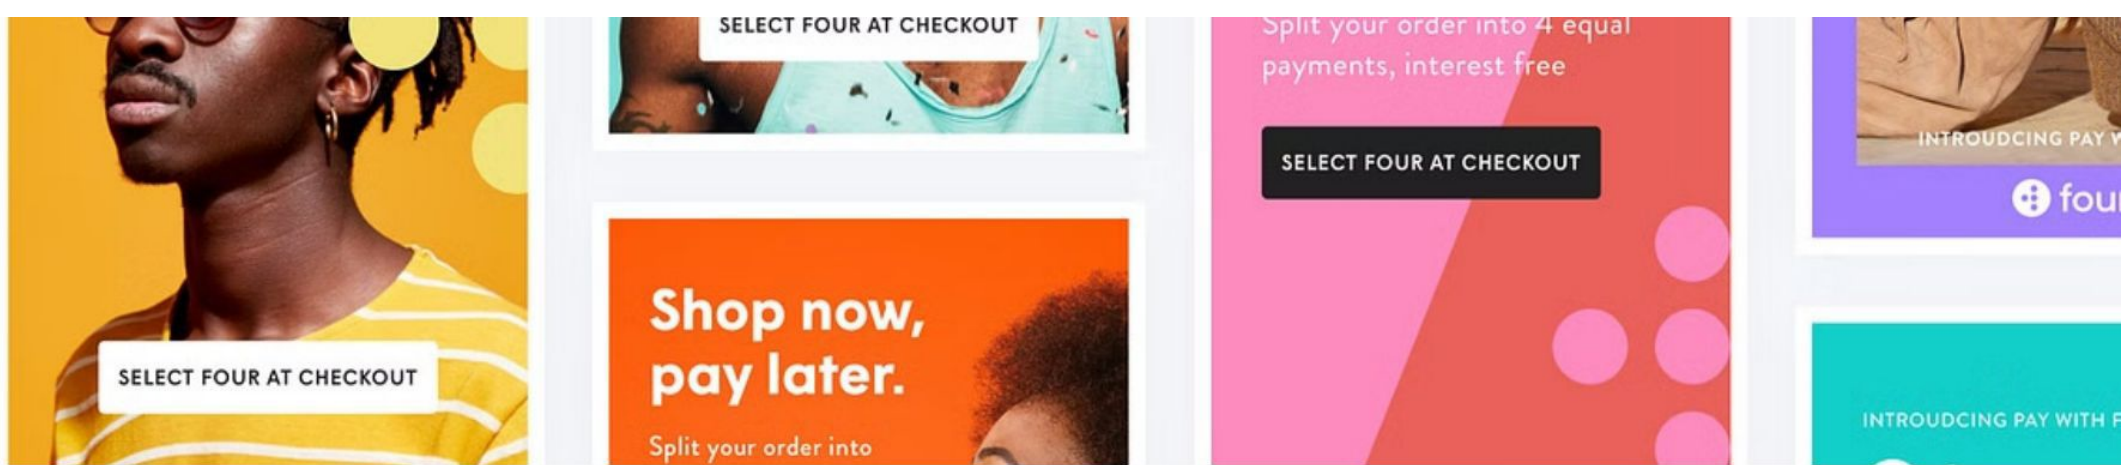 SELECT FOUR AT CHECKOUT
SELECT FOUR AT CHECKOUT
Shop now,
pay later.
Split your order into
Split your order into 4 equal
payments, interest free
SELECT FOUR AT CHECKOUT
INTROUDCING PAY
four
INTROUDCING PAY WITH